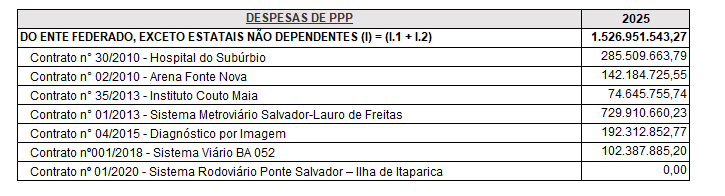 DESPESAS DE PPP 2025
DO ENTE FEDERADO, EXCETO ESTATAIS NÃO DEPENDENTES (I) = (I.1 + I.2) 1.526.951.543,27
Contrato n° 30/2010 - Hospital do Subúrbio 285.509.663,79
Contrato n° 02/2010 - Arena Fonte Nova 142.184.725,55
Contrato n° 35/2013 - Instituto Couto Maia 74.645.755,74
Contrato n° 01/2013 - Sistema Metroviário Salvador-Lauro de Freitas 729.910.660,23
Contrato n° 04/2015 - Diagnóstico por Imagem 192.312.852,77
Contrato nº001/2018 - Sistema Viário BA 052 102.387.885,20
Contrato nº 01/2020 - Sistema Rodoviário Ponte Salvador – Ilha de Itaparica 0,00